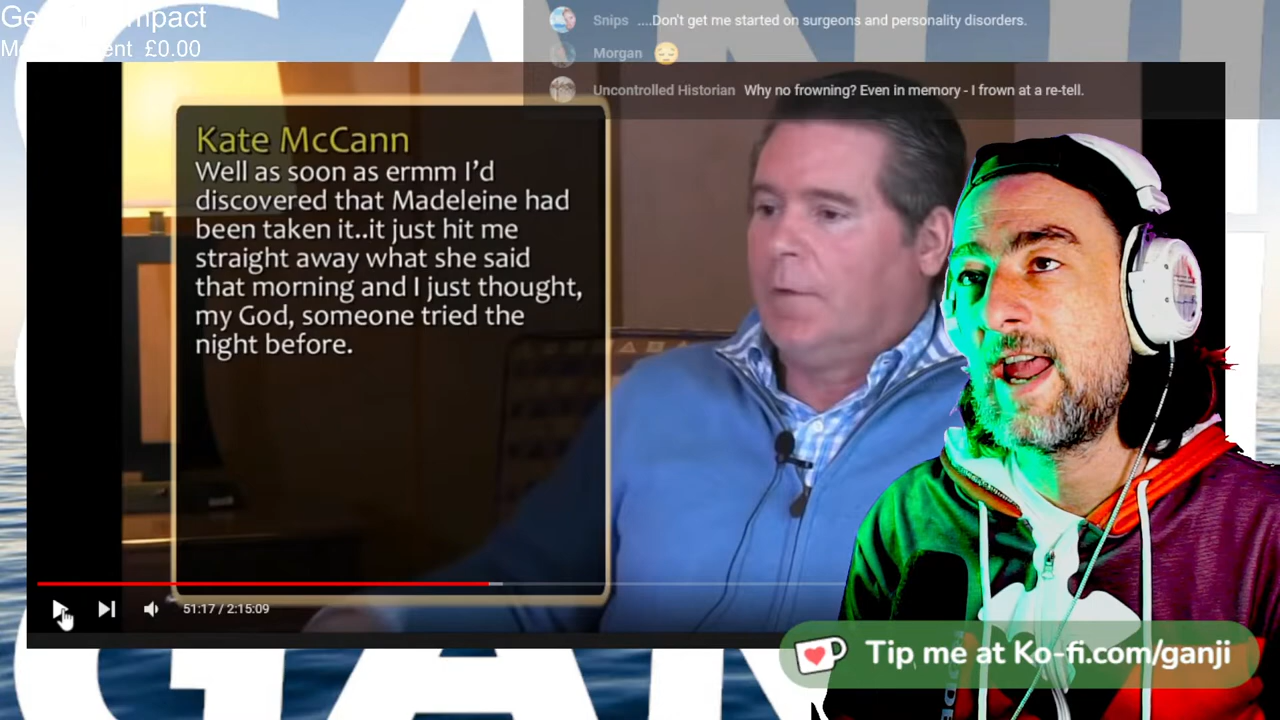 Snips ....Don't get me started on surgeons and personality disorders.
Morgan
Uncontrolled Historian Why no frowning? Even in memory - I frown at a re-tell.
£0.00
Kate McCann
Well as soon as ermm I'd
discovered that Madeleine had
been taken it..it just hit me
straight away what she said
that morning and I just thought,
my God, someone tried the
night before.
51:17 / 2:15:09
Tip me at Ko-fi.com/ganji